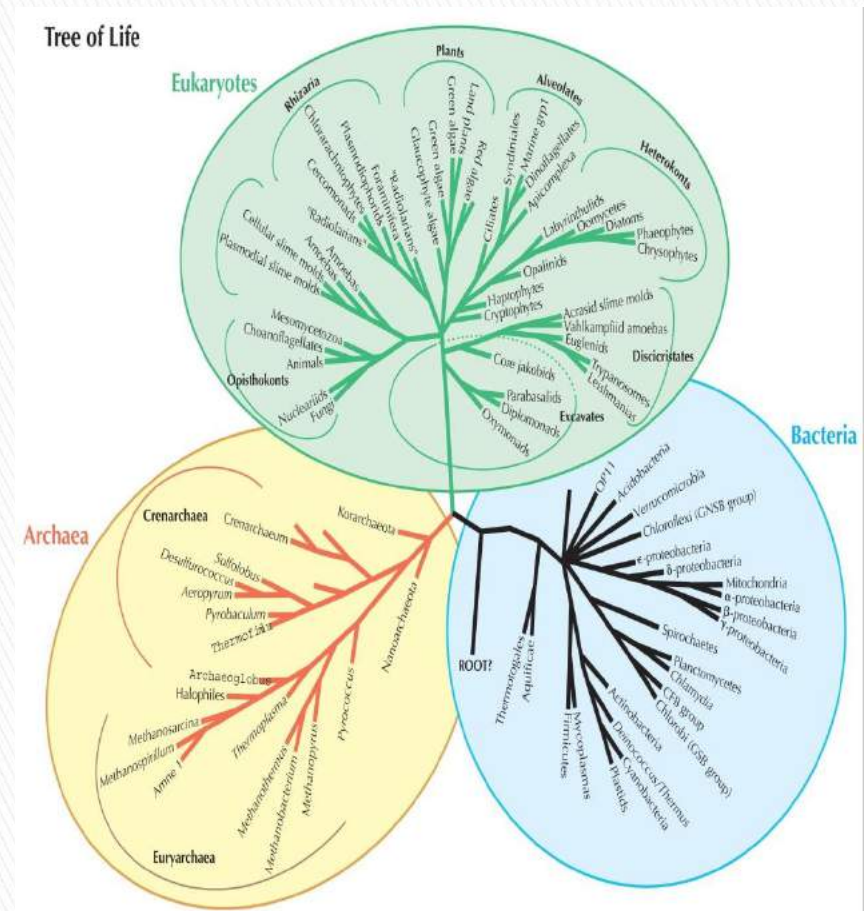 Tree of Life
Eukaryotes
Plants
Rhizaria
Alveolates
Heterokonts
Chlorarachniophytes
Cercomonads
Plasmodiophorids
Foraminifera
"Radiolarians"
"Radiolarians"
Glaucophyte algae
Green algae
Green algae
Land plants
Red algae
Ciliates
Syndiniales
Marine grp1
Dinoflagellates
Apicomplexa
Labyrinthulids
Oomycetes
Diatoms
Phaeophytes
Chrysophytes
Opalinids
Haptophytes
Cryptophytes
Acrasid slime molds
Vahlkampfiid amoebas
Euglenids
Trypanosomes
Leishmanias
Discicristates
Core jakobids
Parabasalids
Diplomonads
Oxymonads
Excavates
Cellular slime molds
Plasmodial slime molds
Amoebas
Amoebas
Mesomycetozoa
Choanoflagellates
Animals
Opisthokonts
Nucleariids
Fungi
Archaea
Crenarchaea
Crenarchaeum
Korarchaeota
Nanoarchaeota
Sulfolobus
Desulfurococcus
Aeropyrum
Pyrobaculum
Archaeoglobus
Halophiles
Methanosarcina
Methanospirillum
Anme 1
Thermoplasma
Methanothermus
Methanobacterium
Methanopyrus
Pyrococcus
Euryarchaea
Bacteria
OP11
Acidobacteria
Verrucomicrobia
Chloroflexi (GNSB group)
ϵ-proteobacteria
δ-proteobacteria
Mitochondria
α-proteobacteria
β-proteobacteria
γ-proteobacteria
Spirochaetes
Planctomycetes
Chlamydia
CFB group
Chlorobi (GSB group)
ROOT?
Thermotogales
Aquificae
Actinobacteria
Deinococcus/Thermus
Cyanobacteria
Plastids
Mycoplasmas
Firmicutes